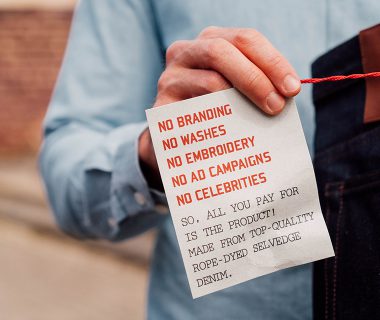 NO BRANDING
NO WASHES
NO EMBROIDERY
NO AD CAMPAIGNS
NO CELEBRITIES
SO, ALL YOU PAY FOR
IS THE PRODUCT!
MADE FROM TOP-QUALITY
ROPE-DYED SELVEDGE
DENIM.